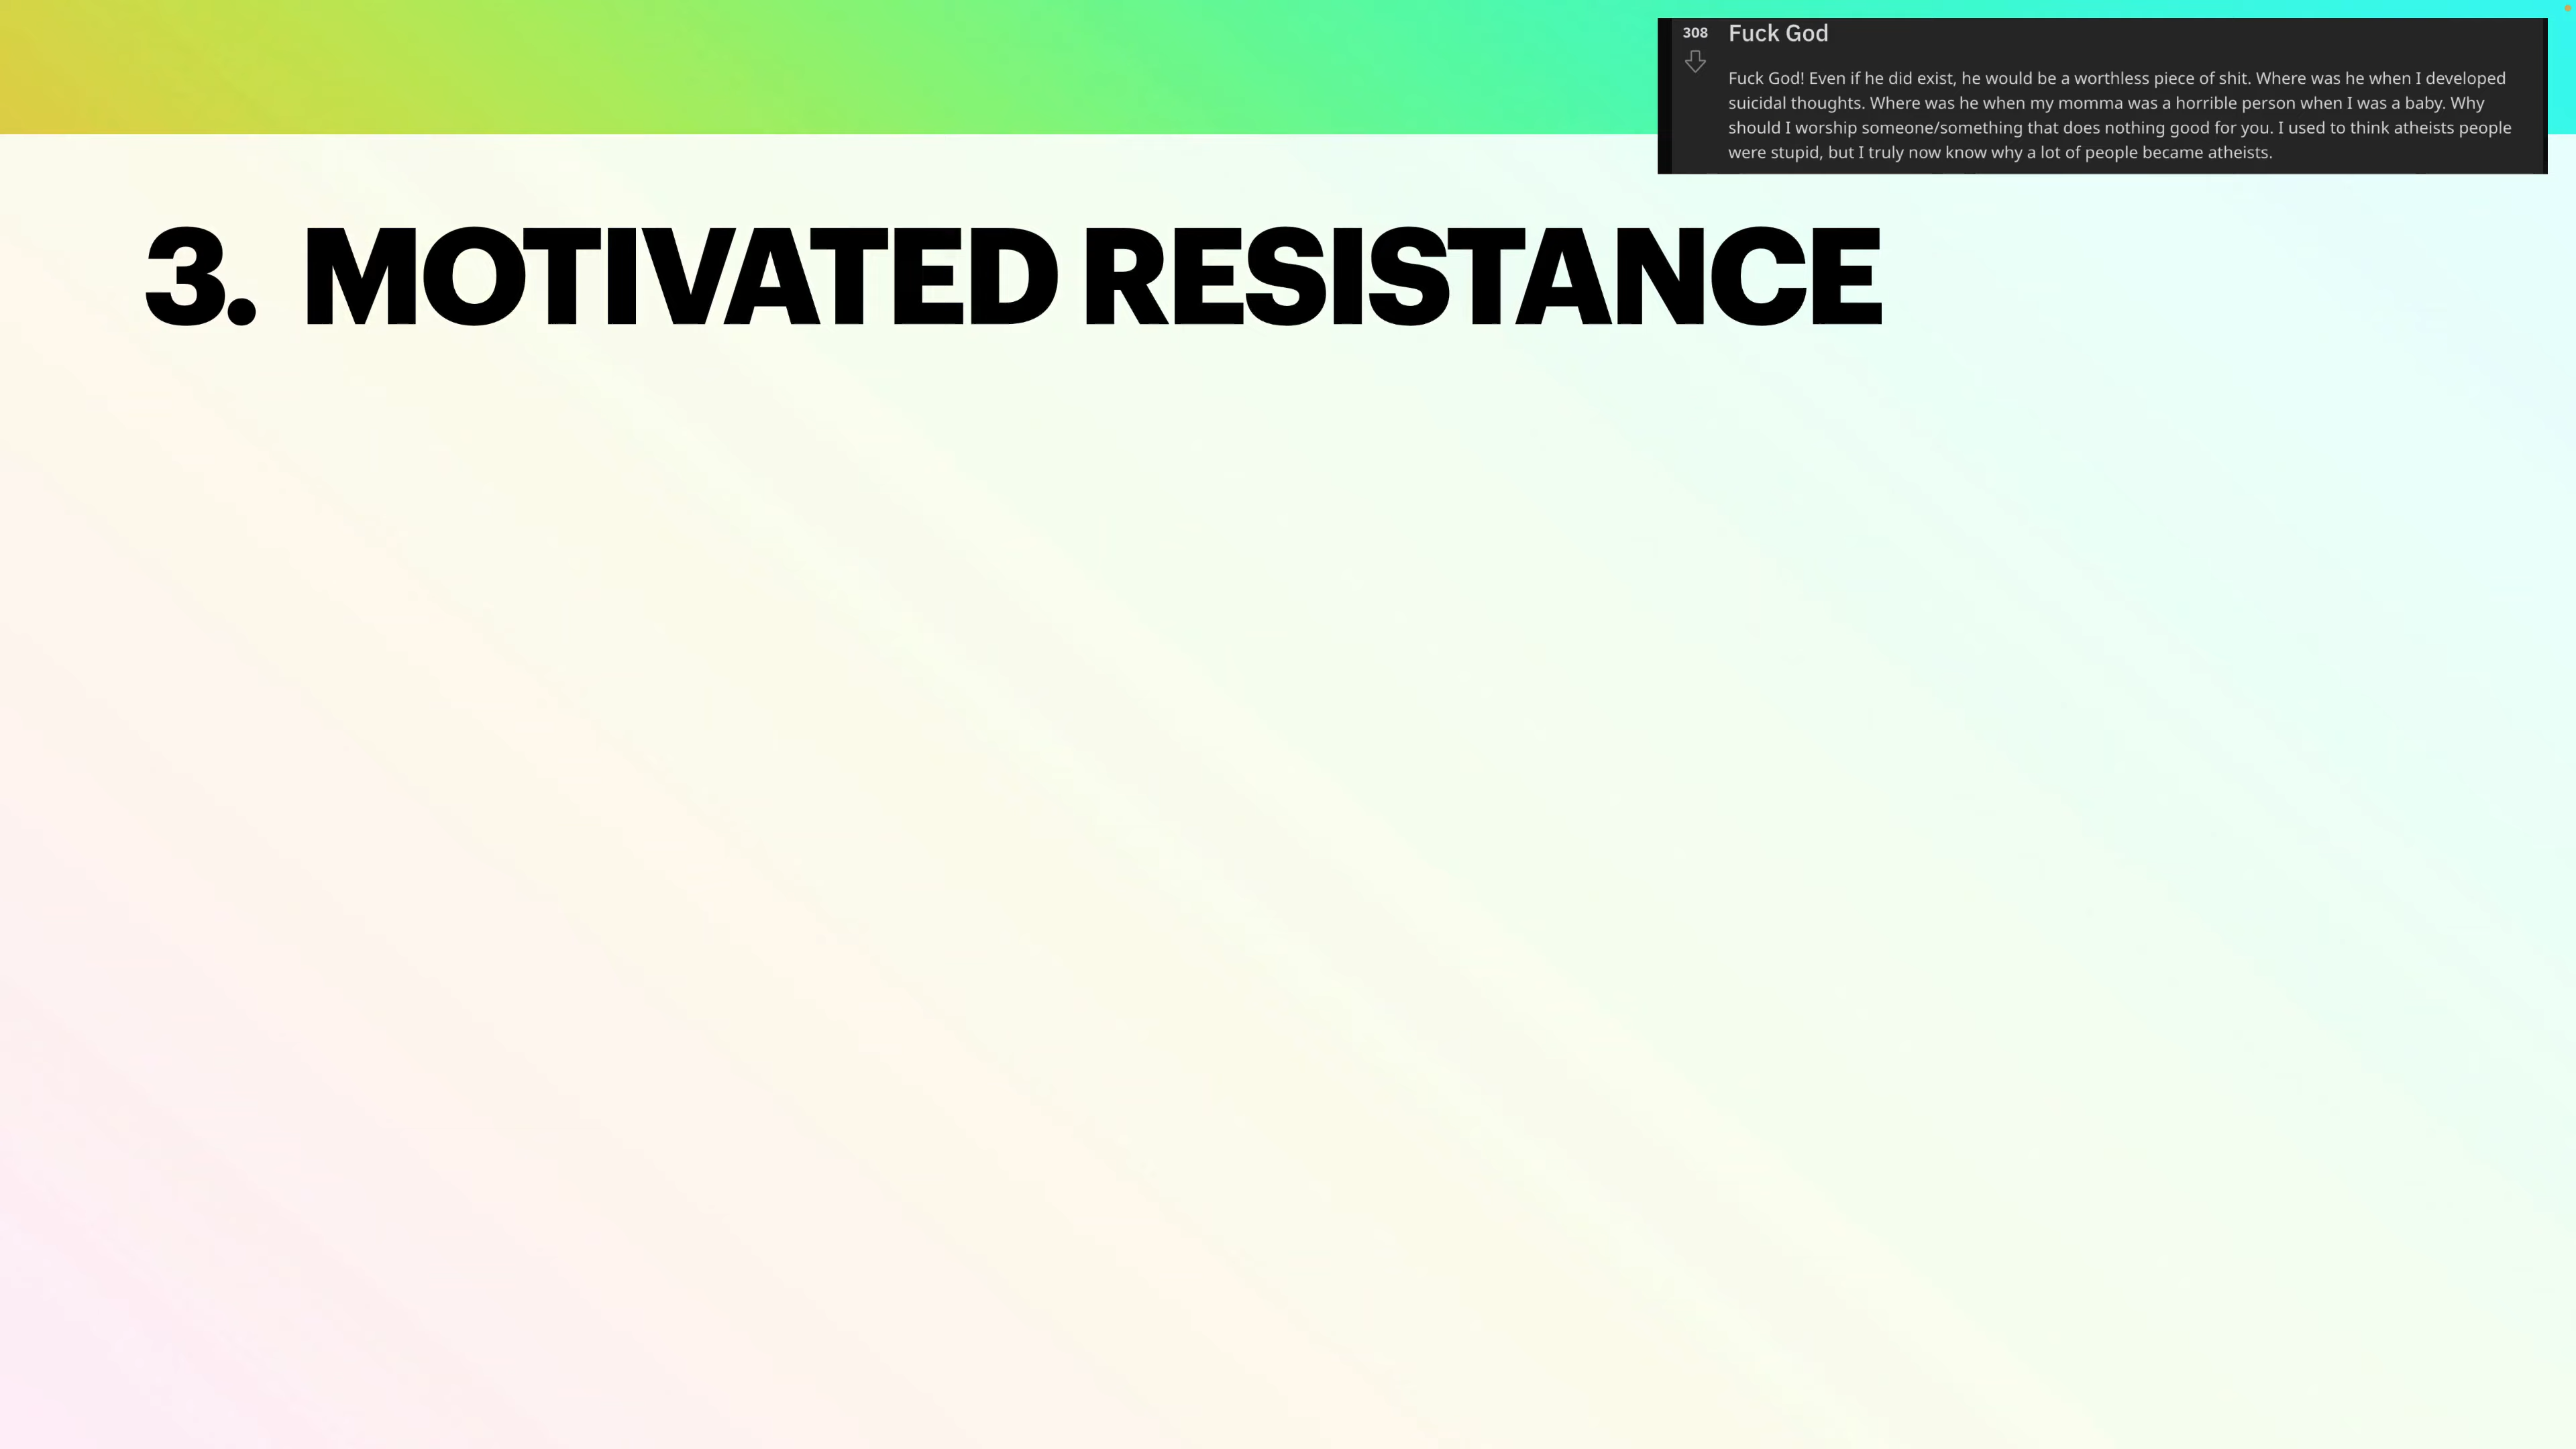 308 Fuck God
Fuck God! Even if he did exist, he would be a worthless piece of shit. Where was he when I developed
suicidal thoughts. Where was he when my momma was a horrible person when I was a baby. Why
should I worship someone/something that does nothing good for you. I used to think atheists people
were stupid, but I truly now know why a lot of people became atheists.
3. MOTIVATED RESISTANCE